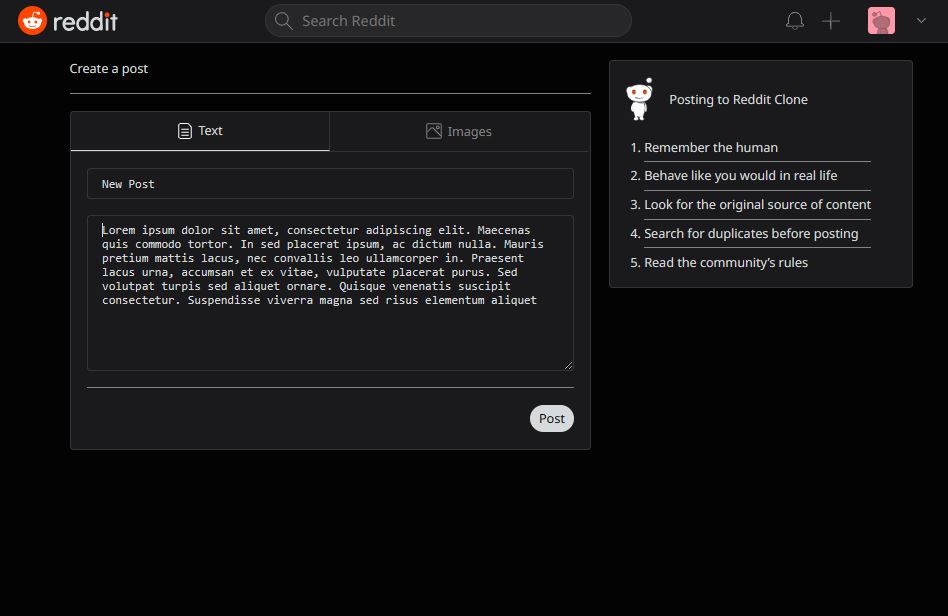 reddit
Search Reddit
Create a post
Text
Images
New Post
Lorem ipsum dolor sit amet, consectetur adipiscing elit. Maecenas
quis commodo tortor. In sed placerat ipsum, ac dictum nulla. Mauris
pretium mattis lacus, nec convallis leo ullamcorper in. Praesent
lacus urna, accumsan et ex vitae, vulputate placerat purus. Sed
volutpat turpis sed aliquet ornare. Quisque venenatis suscipit
consectetur. Suspendisse viverra magna sed risus elementum aliquet
Post
Posting to Reddit Clone
1. Remember the human
2. Behave like you would in real life
3. Look for the original source of content
4. Search for duplicates before posting
5. Read the community’s rules